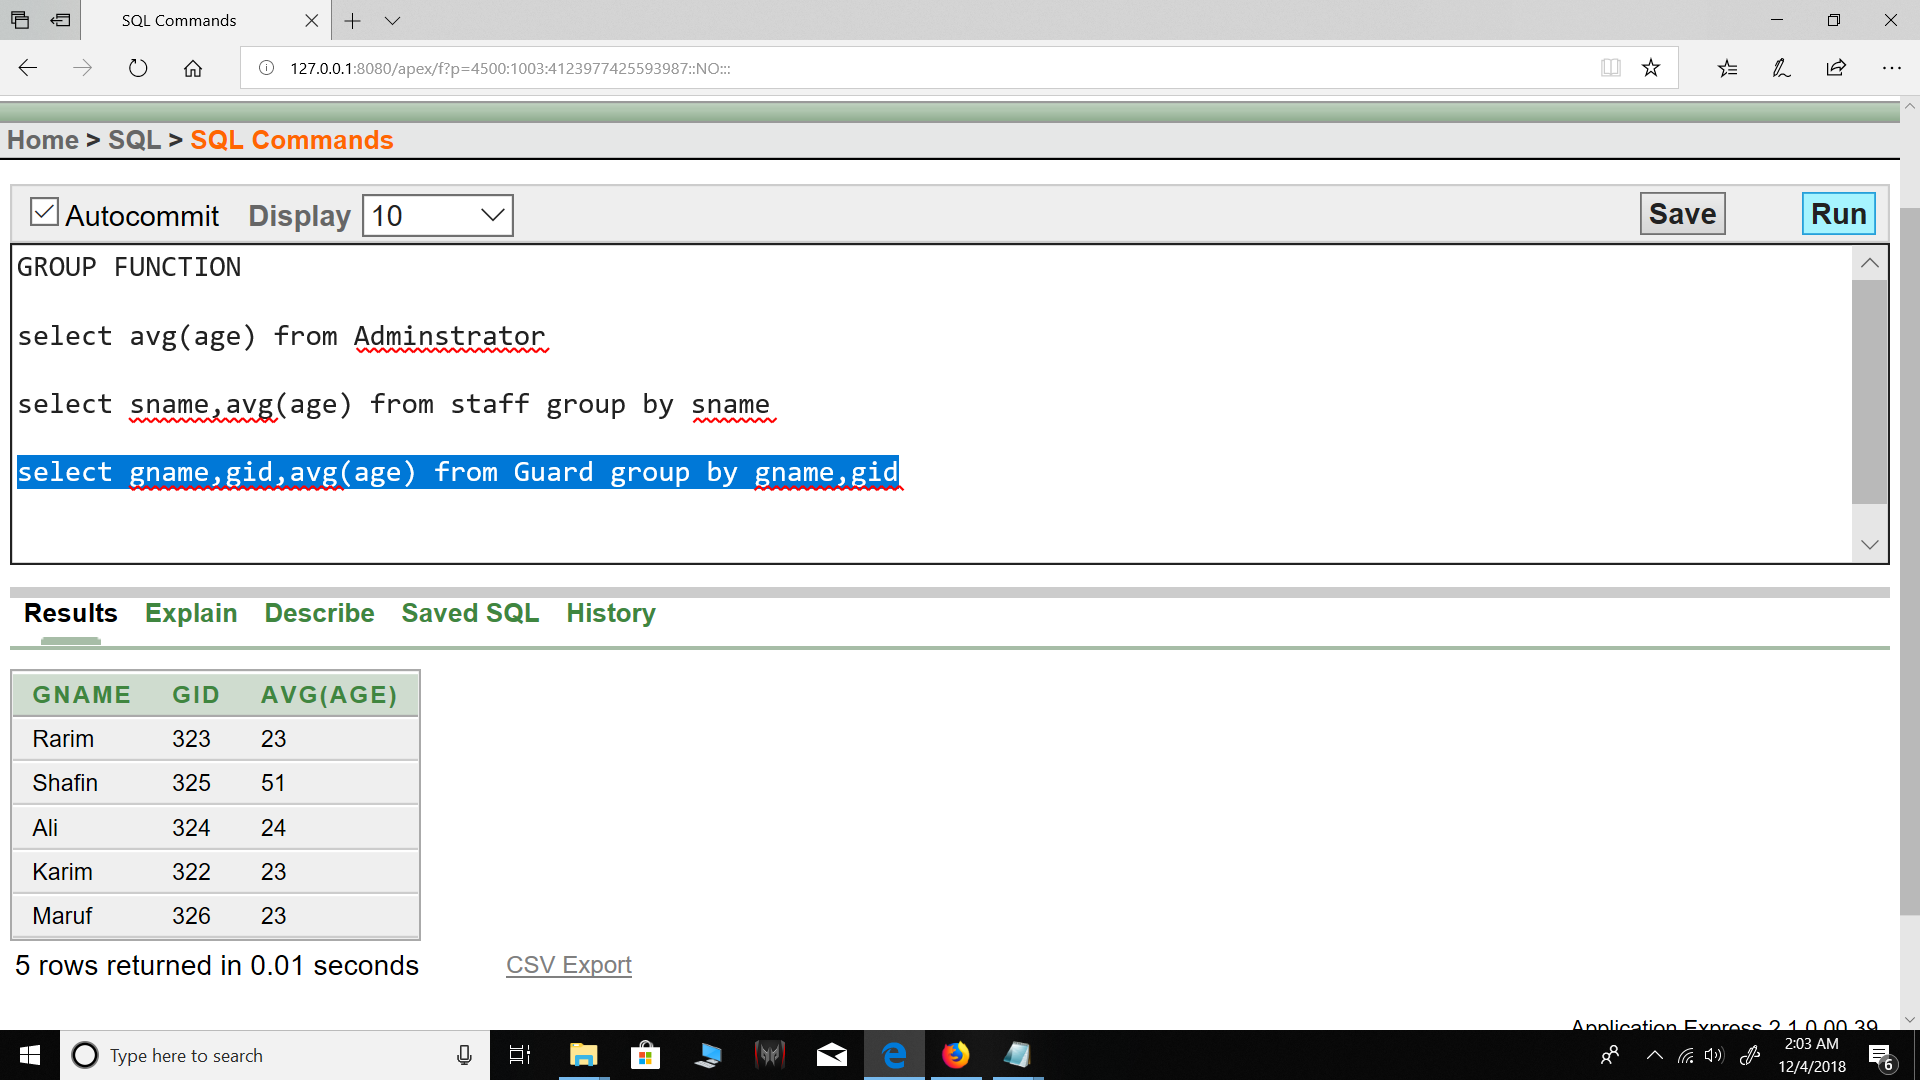 SQL Commands
127.0.0.1:8080/apex/f?p=4500:1003:4123977425593987::NO:::
Home > SQL > SQL Commands
Autocommit Display 10 Save Run
GROUP FUNCTION
select avg(age) from Adminstrator
select sname,avg(age) from staff group by sname
select gname,gid,avg(age) from Guard group by gname,gid
Results Explain Describe Saved SQL History
GNAME GID AVG(AGE)
Rarim 323 23
Shafin 325 51
Ali 324 24
Karim 322 23
Maruf 326 23
5 rows returned in 0.01 seconds CSV Export
Application Express 2.1.0.00.39
Type here to search
2:03 AM
12/4/2018
6